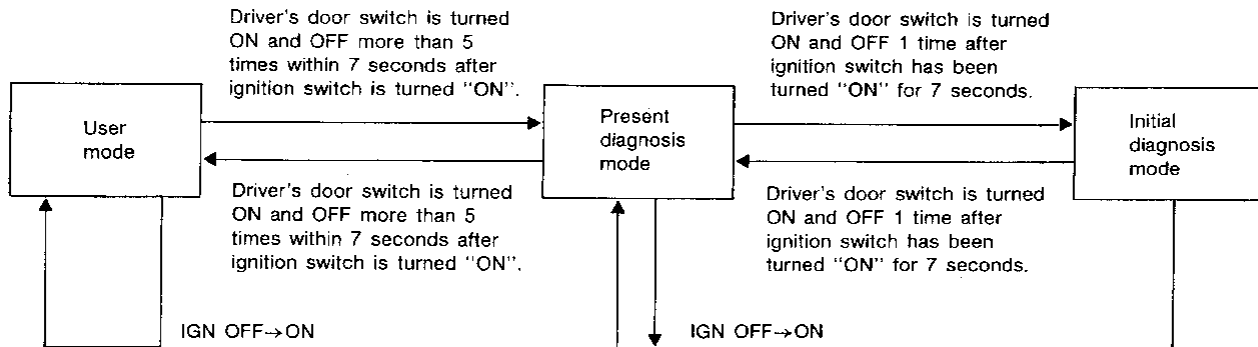 Driver's door switch is turned
ON and OFF more than 5
times within 7 seconds after
ignition switch is turned "ON".
Driver's door switch is turned
ON and OFF 1 time after
ignition switch has been
turned "ON" for 7 seconds.
User
mode
Present
diagnosis
mode
Initial
diagnosis
mode
Driver's door switch is turned
ON and OFF more than 5
times within 7 seconds after
ignition switch is turned "ON".
Driver's door switch is turned
ON and OFF 1 time after
ignition switch has been
turned "ON" for 7 seconds.
IGN OFF→ON
IGN OFF→ON